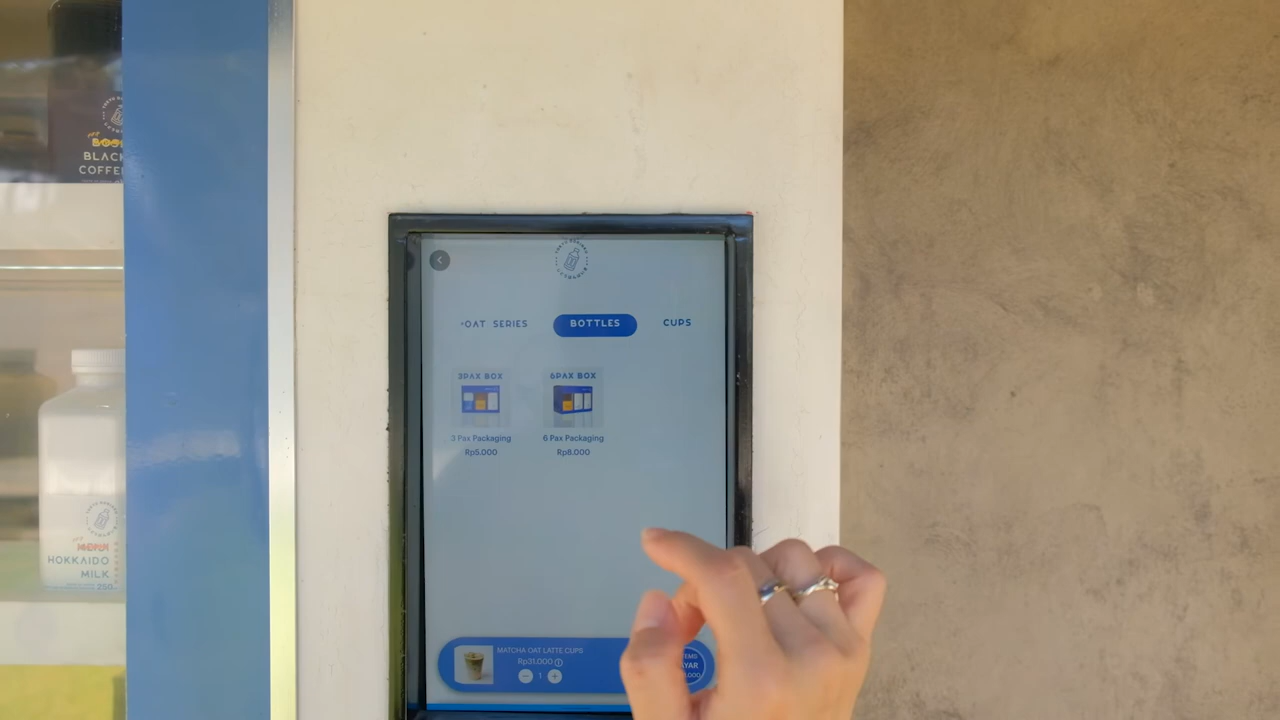 BLACK
COFFEE
HOKKAIDO
MILK
OAT SERIES
BOTTLES
CUPS
3PAX BOX
6PAX BOX
3 Pax Packaging
6 Pax Packaging
Rp5.000
Rp8.000
MATCHA OAT LATTE CUPS
Rp31.000
1